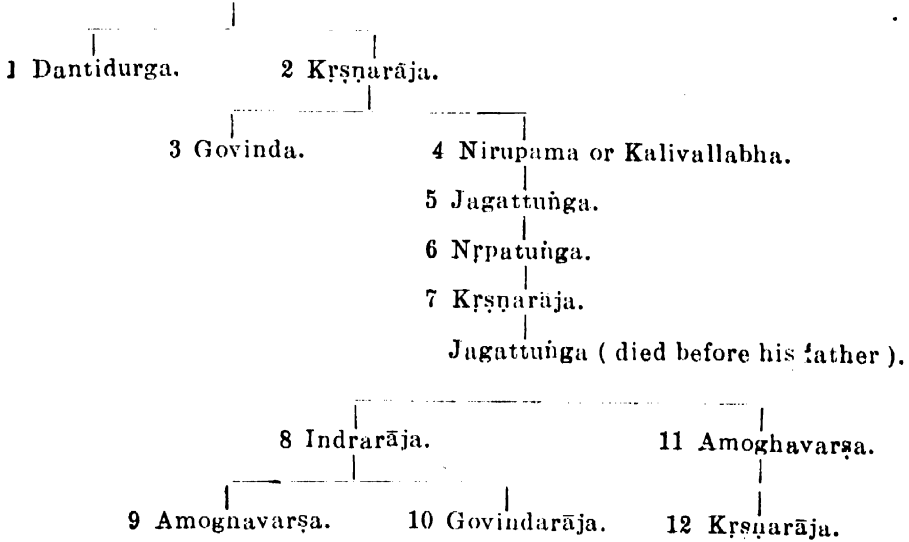 1 Dantidurga. 2 Kṛṣṇarāja.
3 Govinda. 4 Nirupama or Kalivallabha.
5 Jagattuṅga.
6 Nṛpatuṅga.
7 Kṛṣṇarāja.
Jagattuṅga ( died before his father ).
8 Indrarāja. 11 Amoghavarṣa.
9 Amoghavarṣa. 10 Govindarāja. 12 Kṛṣṇarāja.